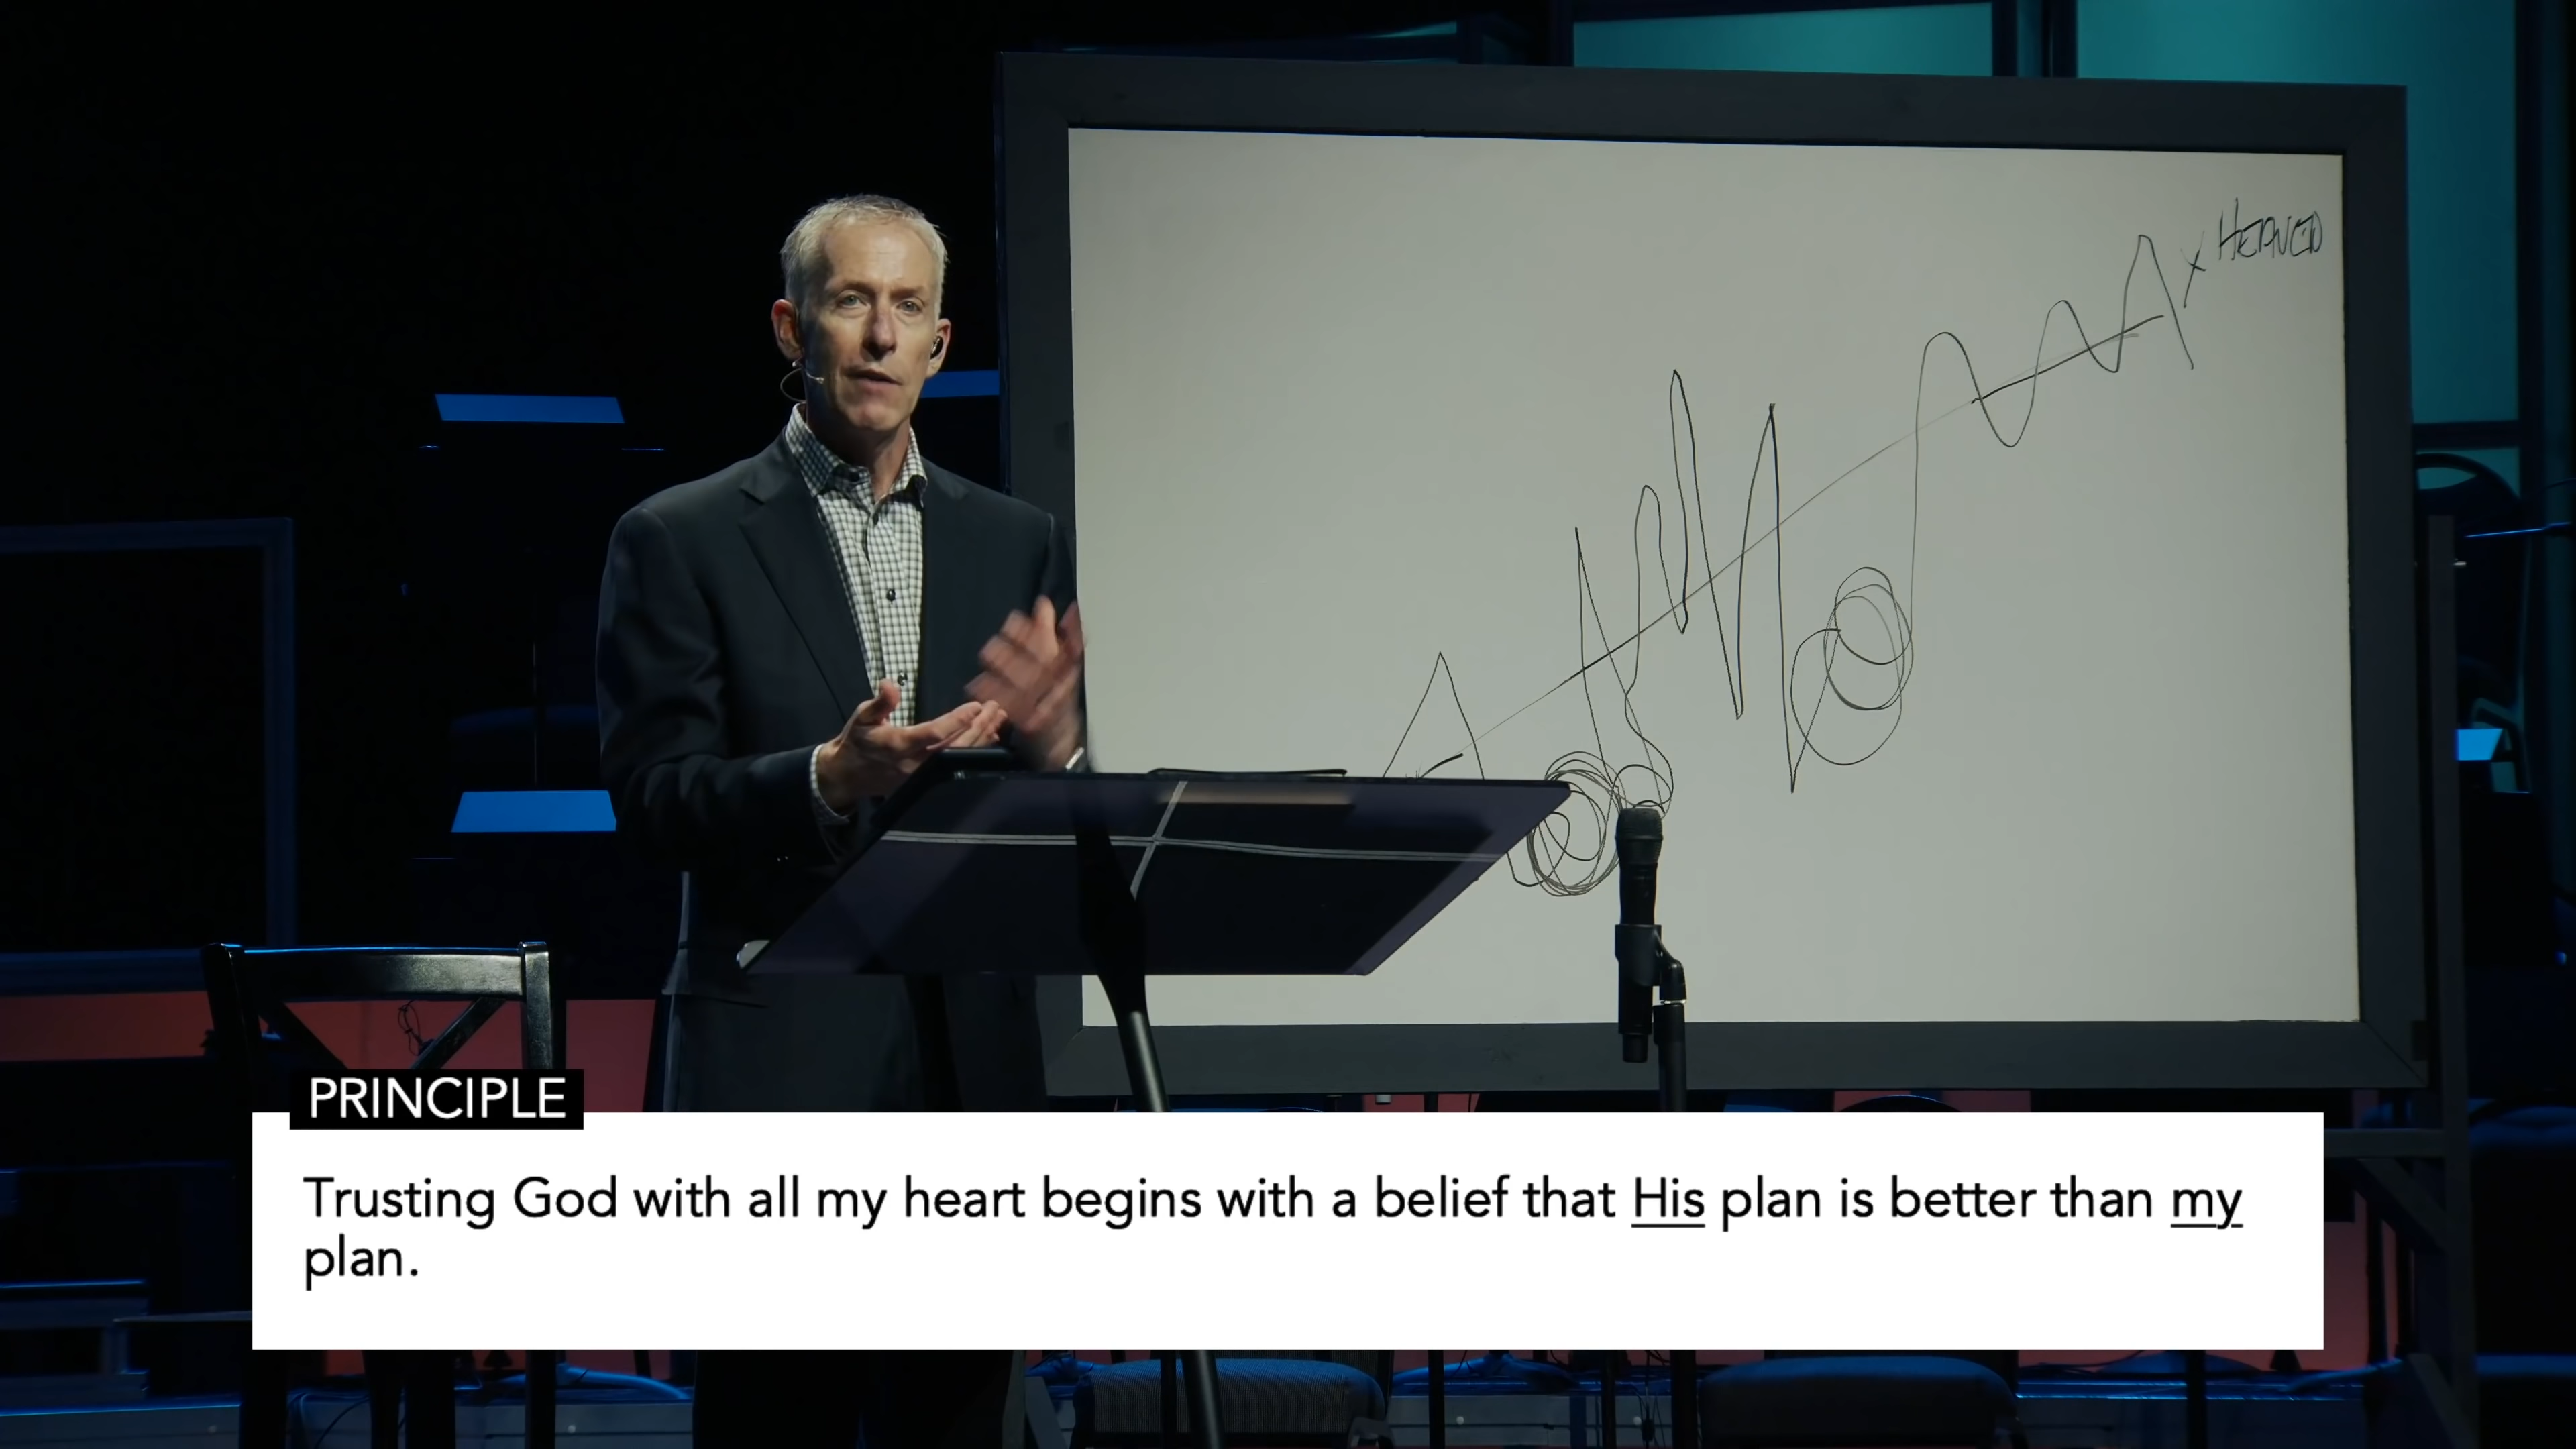 HEAVEN
PRINCIPLE
Trusting God with all my heart begins with a belief that His plan is better than my
plan.